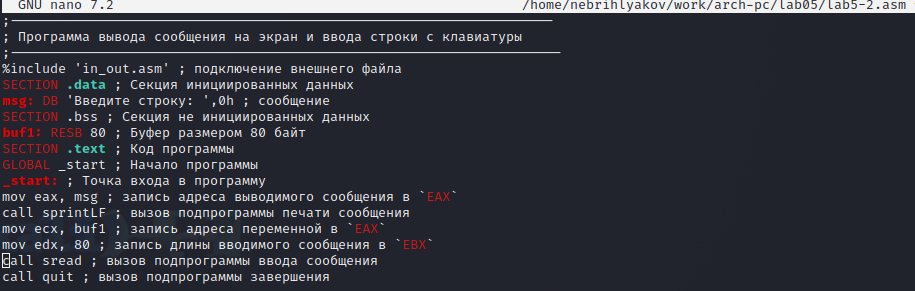 GNU nano 7.2 /home/nebrihlyakov/work/arch-pc/lab05/lab5-2.asm
;———————————————————————————————————————————————————————————————————
; Программа вывода сообщения на экран и ввода строки с клавиатуры
;————————————————————————————————————————————————————————————————————
%include 'in_out.asm' ; подключение внешнего файла
SECTION .data ; Секция инициированных данных
msg: DB 'Введите строку: ',0h ; сообщение
SECTION .bss ; Секция не инициированных данных
buf1: RESB 80 ; Буфер размером 80 байт
SECTION .text ; Код программы
GLOBAL _start ; Начало программы
_start: ; Точка входа в программу
mov eax, msg ; запись адреса выводимого сообщения в `EAX`
call sprintLF ; вызов подпрограммы печати сообщения
mov ecx, buf1 ; запись адреса переменной в `EAX`
mov edx, 80 ; запись длины вводимого сообщения в `EBX`
call sread ; вызов подпрограммы ввода сообщения
call quit ; вызов подпрограммы завершения